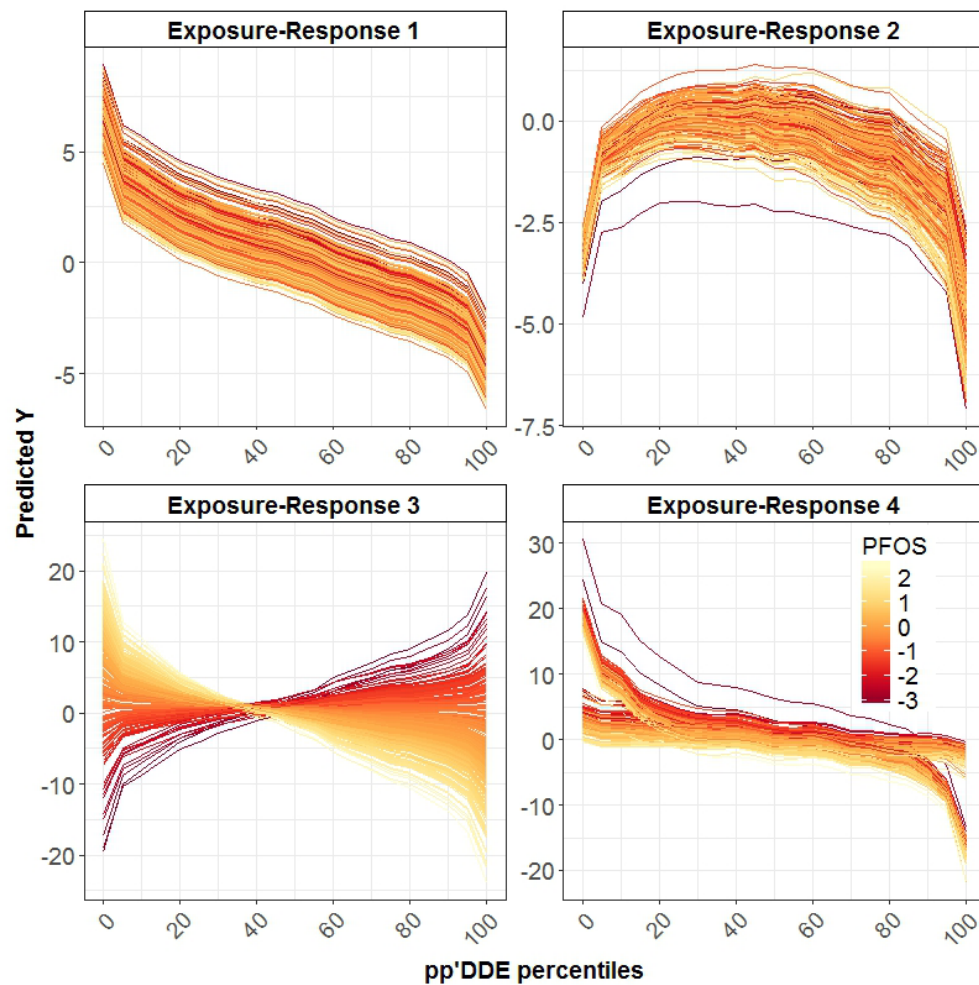 Exposure-Response 1
Exposure-Response 2
5
0
-5
0.0
-2.5
-5.0
-7.5
0 20 40 60 80 100
0 20 40 60 80 100
Predicted Y
Exposure-Response 3
Exposure-Response 4
20
10
0
-10
-20
30
20
10
0
-10
-20
PFOS
2
1
0
-1
-2
-3
0 20 40 60 80 100
0 20 40 60 80 100
pp'DDE percentiles